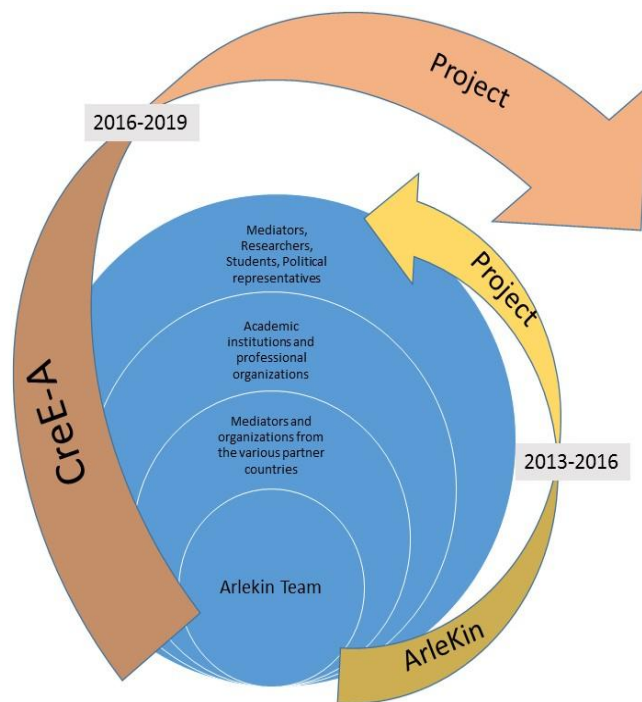 Project
2016-2019
Mediators,
Researchers,
Students, Political
representatives
Project
Academic
institutions and
professional
organizations
CreE-A
Mediators and
organizations from
the various partner
countries
2013-2016
Arlekin Team
ArleKin